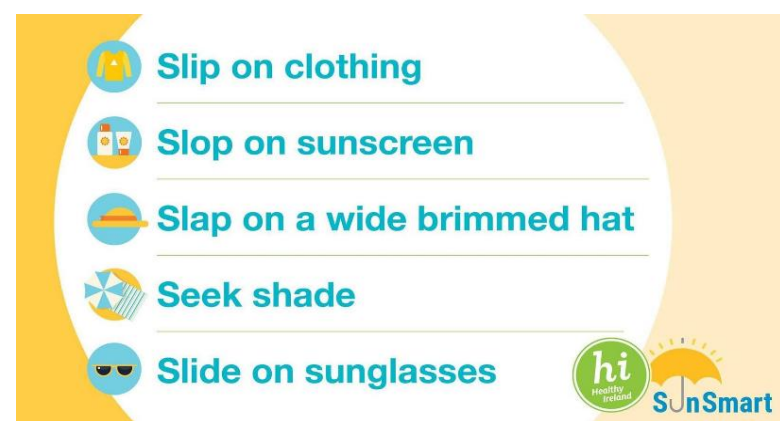 Slip on clothing
Slop on sunscreen
Slap on a wide brimmed hat
Seek shade
Slide on sunglasses
hi
Healthy
Ireland
SunSmart